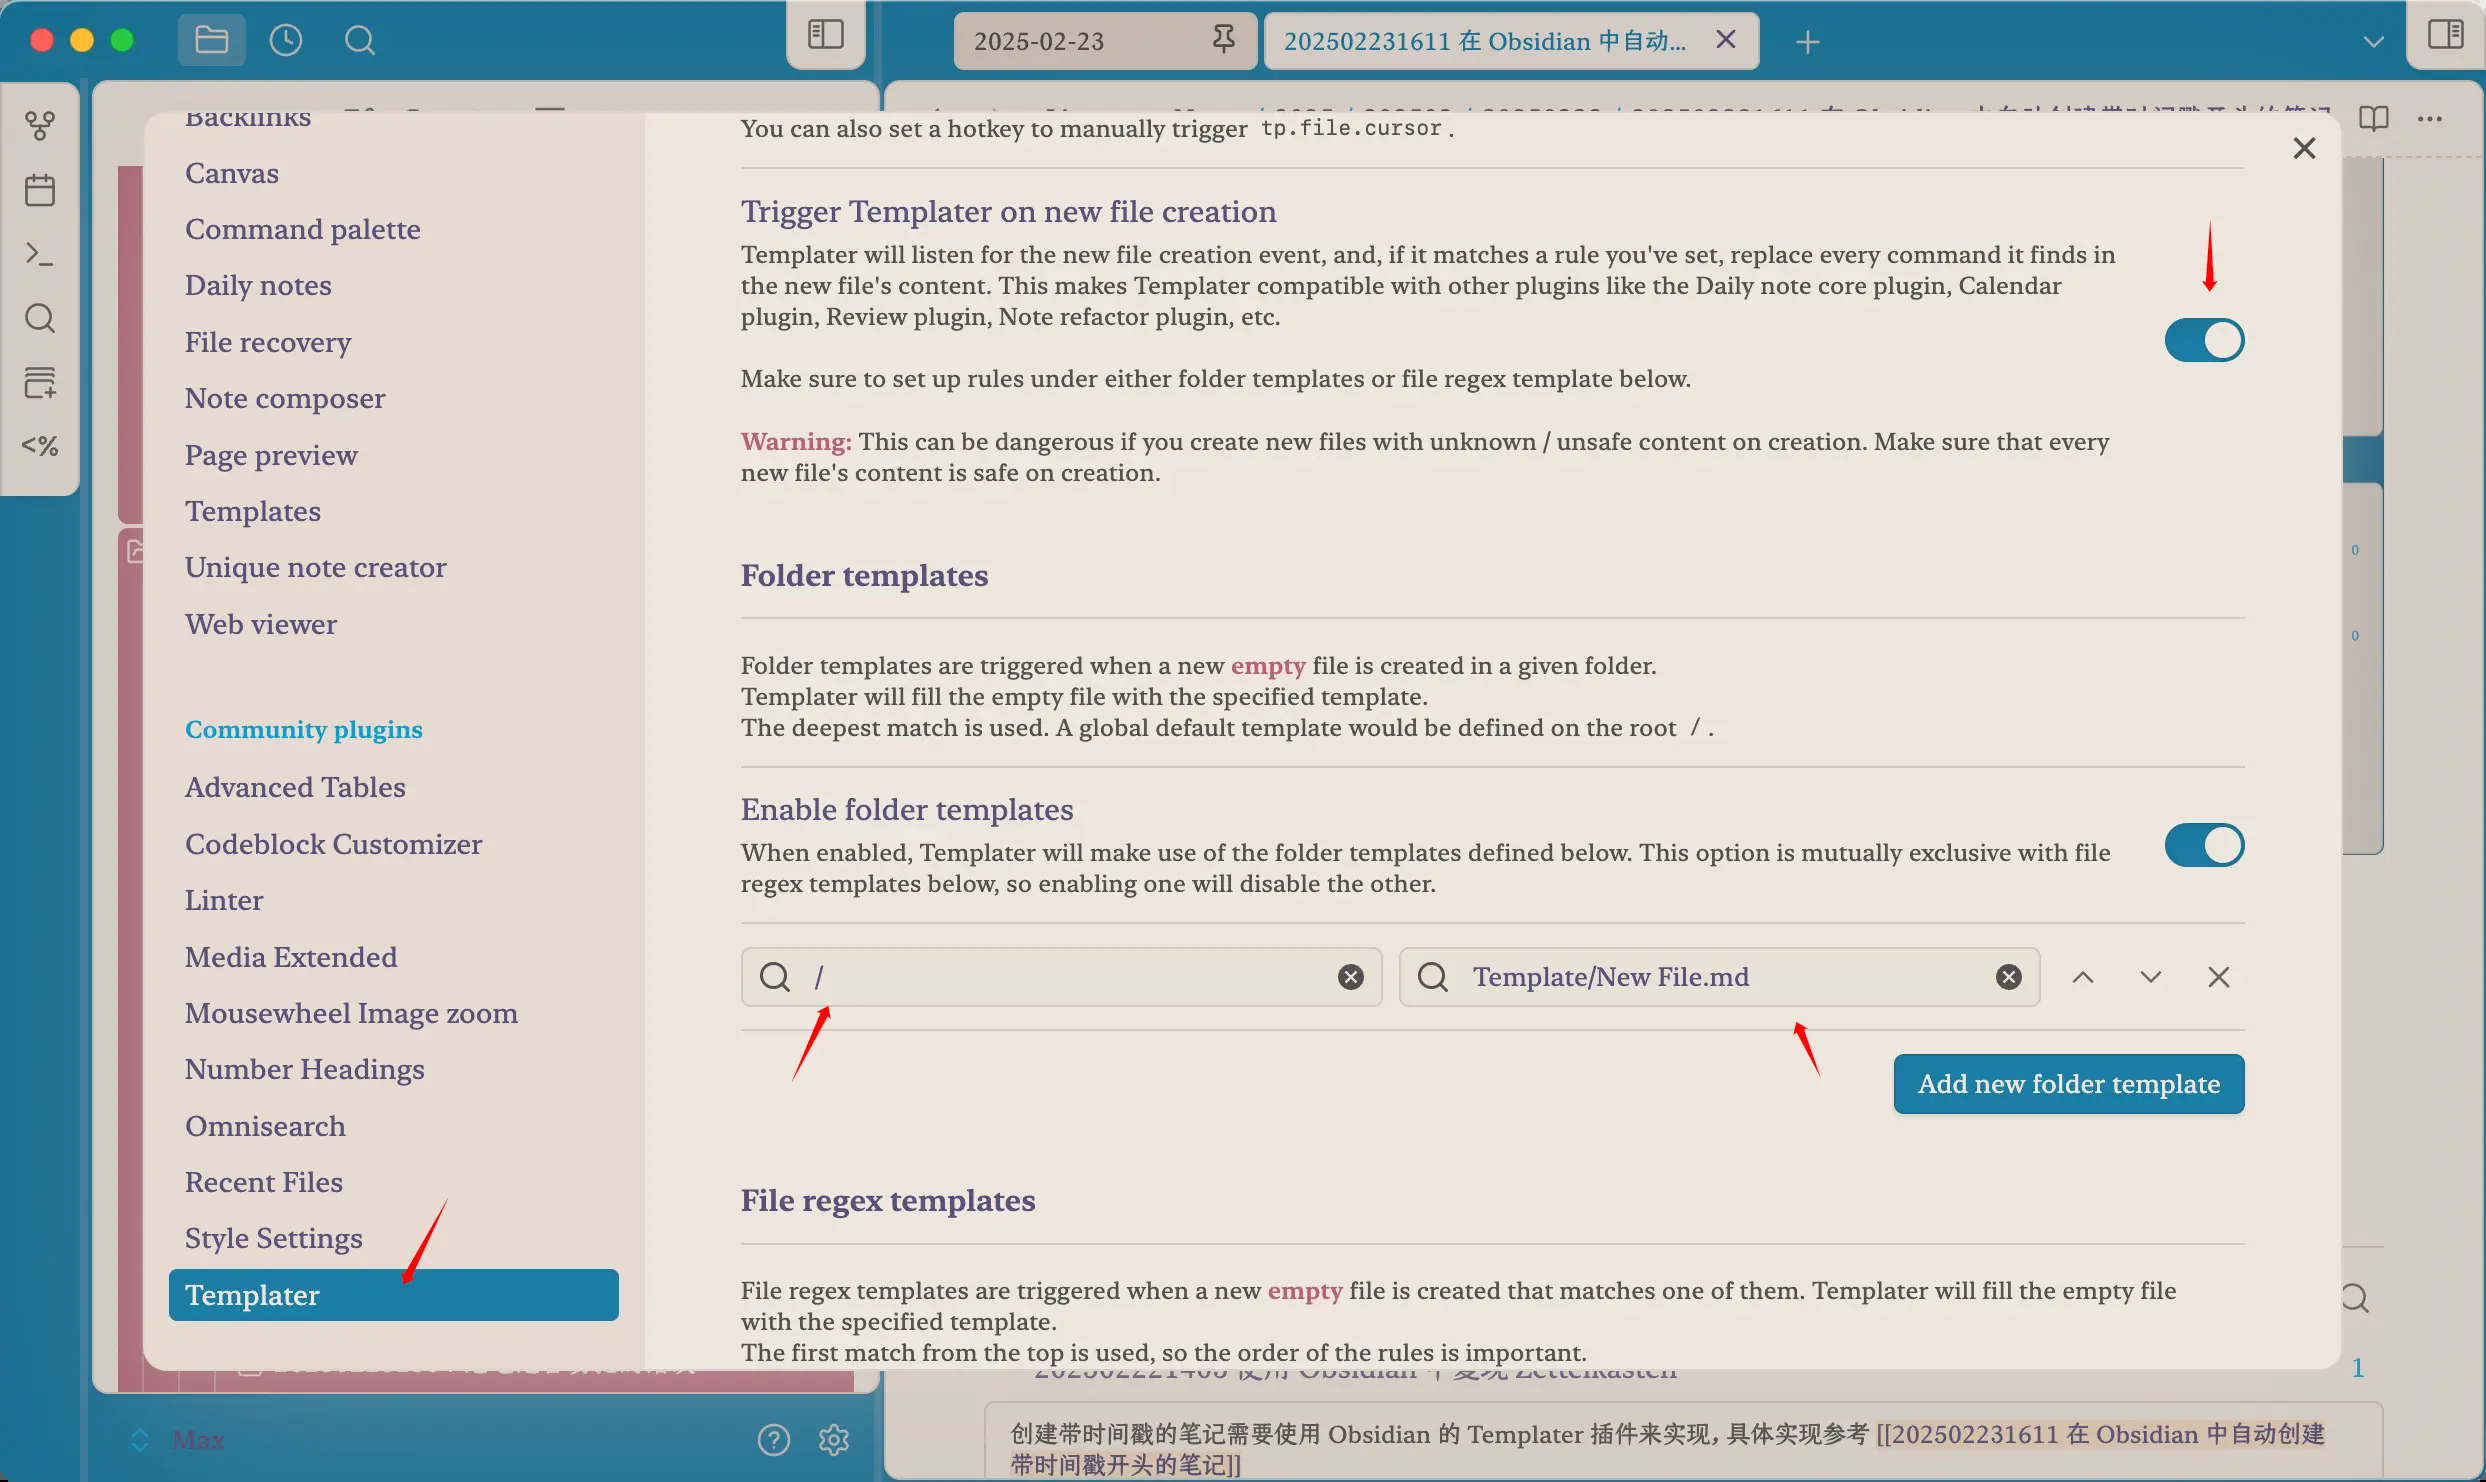 2025-02-23
202502231611 在 Obsidian 中自动...
Backlinks
Canvas
Command palette
Daily notes
File recovery
Note composer
Page preview
Templates
Unique note creator
Web viewer
Community plugins
Advanced Tables
Codeblock Customizer
Linter
Media Extended
Mousewheel Image zoom
Number Headings
Omnisearch
Recent Files
Style Settings
Templater
Max
<%
You can also set a hotkey to manually trigger tp.file.cursor.
Trigger Templater on new file creation
Templater will listen for the new file creation event, and, if it matches a rule you've set, replace every command it finds in
the new file's content. This makes Templater compatible with other plugins like the Daily note core plugin, Calendar
plugin, Review plugin, Note refactor plugin, etc.
Make sure to set up rules under either folder templates or file regex template below.
Warning: This can be dangerous if you create new files with unknown / unsafe content on creation. Make sure that every
new file's content is safe on creation.
Folder templates
Folder templates are triggered when a new empty file is created in a given folder.
Templater will fill the empty file with the specified template.
The deepest match is used. A global default template would be defined on the root / .
Enable folder templates
When enabled, Templater will make use of the folder templates defined below. This option is mutually exclusive with file
regex templates below, so enabling one will disable the other.
/
Template/New File.md
Add new folder template
File regex templates
File regex templates are triggered when a new empty file is created that matches one of them. Templater will fill the empty file
with the specified template.
The first match from the top is used, so the order of the rules is important.
0
0
202502221405 使用 Obsidian 中复现 Zettelkasten
1
创建带时间戳的笔记需要使用 Obsidian 的 Templater 插件来实现, 具体实现参考 [[202502231611 在 Obsidian 中自动创建
带时间戳开头的笔记]]